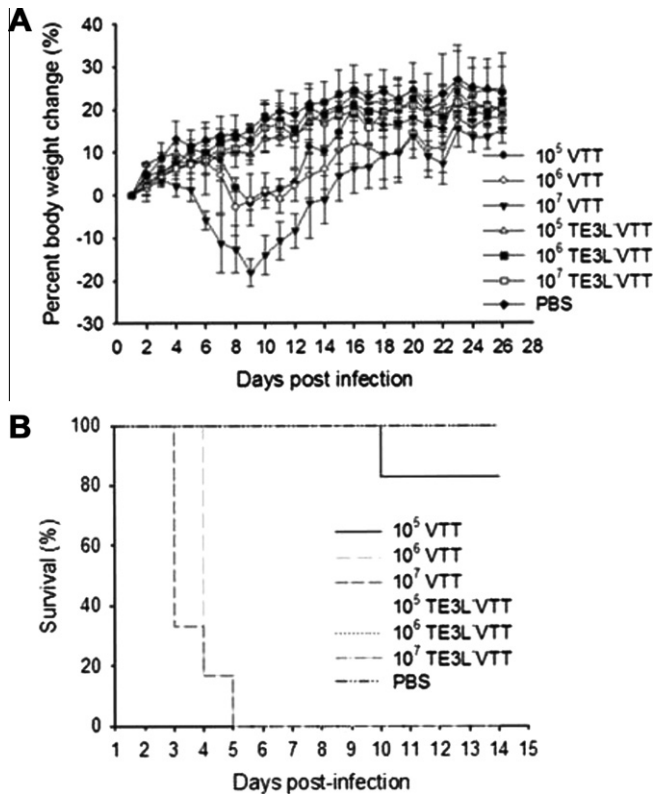 A
Percent body weight change (%)
40
30
20
10
0
-10
-20
-30
0 2 4 6 8 10 12 14 16 18 20 22 24 26 28
Days post infection
10⁵ VTT
10⁶ VTT
10⁷ VTT
10⁵ TE3L⁻VTT
10⁶ TE3L⁻VTT
10⁷ TE3L⁻VTT
PBS
B
Survival (%)
100
80
60
40
20
0
1 2 3 4 5 6 7 8 9 10 11 12 13 14 15
Days post-infection
10⁵ VTT
10⁶ VTT
10⁷ VTT
10⁵ TE3L⁻VTT
10⁶ TE3L⁻VTT
10⁷ TE3L⁻VTT
PBS